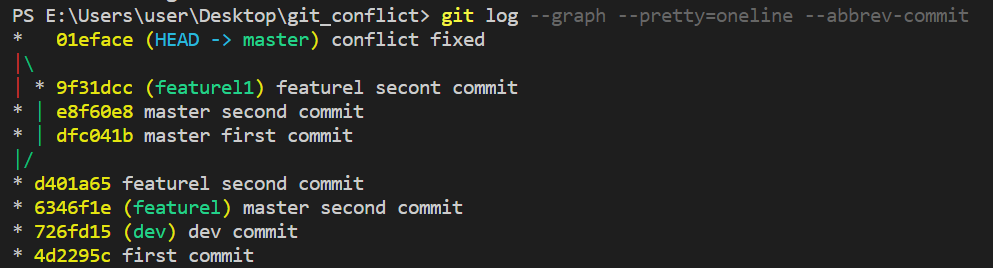 PS E:\Users\user\Desktop\git_conflict> git log --graph --pretty=oneline --abbrev-commit
*   01eface (HEAD -> master) conflict fixed
|\
| * 9f31dcc (featurel1) featurel secont commit
* | e8f60e8 master second commit
* | dfc041b master first commit
|/
* d401a65 featurel second commit
* 6346f1e (featurel) master second commit
* 726fd15 (dev) dev commit
* 4d2295c first commit